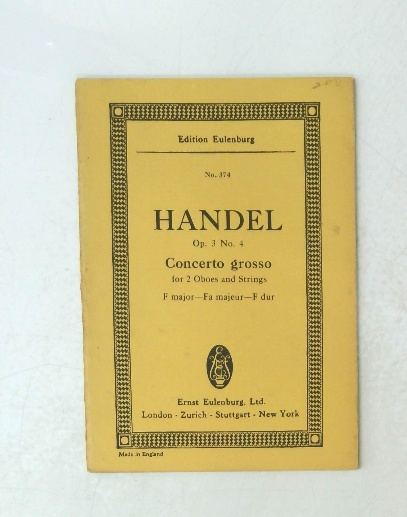 Edition Eulenburg
No. 374
HANDEL
Op. 3 No. 4
Concerto grosso
for 2 Oboes and Strings
F major—Fa majeur—F dur
Ernst Eulenburg, Ltd.
London - Zurich - Stuttgart - New York
Made in England